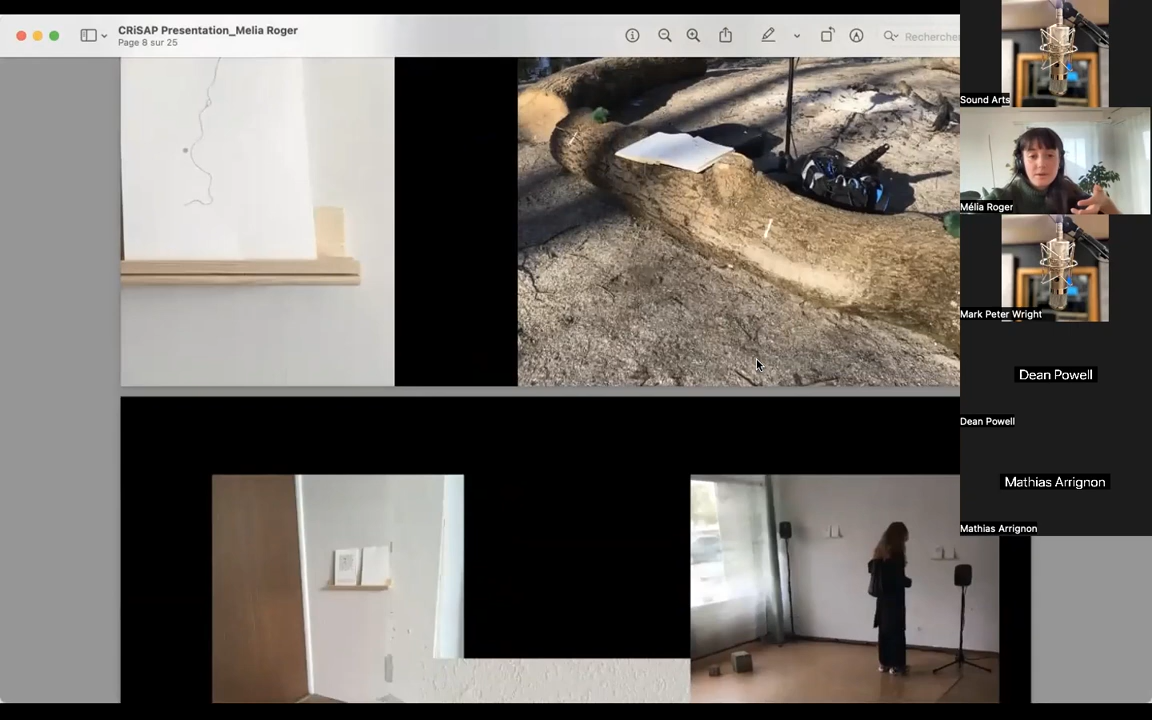 CRiSAP Presentation_Melia Roger
Page 8 sur 25
Rechercher
Sound Arts
Mélia Roger
Mark Peter Wright
Dean Powell
Dean Powell
Mathias Arrignon
Mathias Arrignon